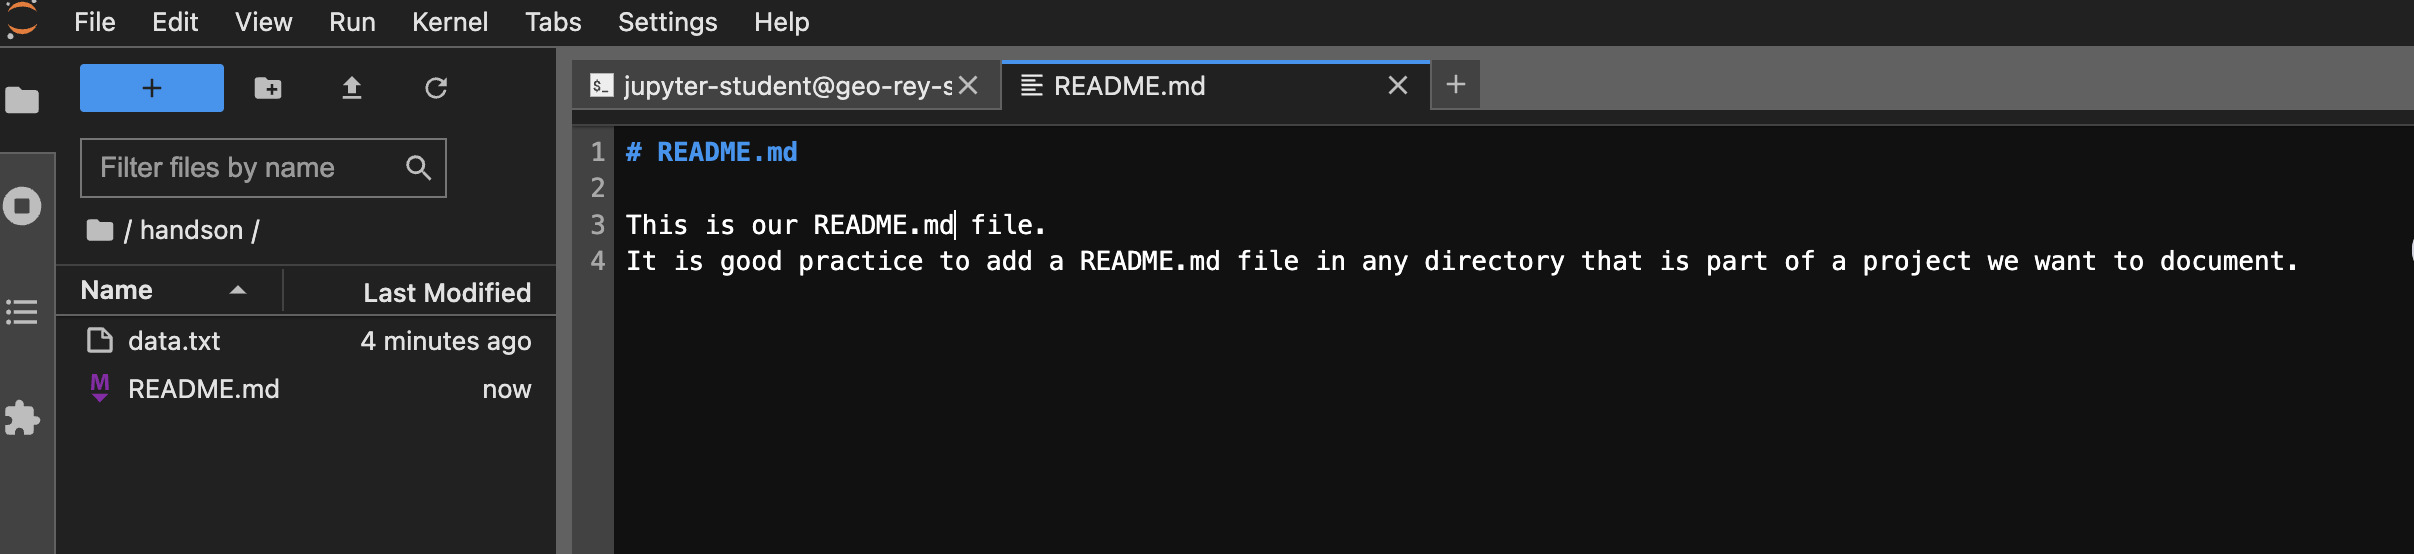 File Edit View Run Kernel Tabs Settings Help
+
Filter files by name
/ handson /
Name Last Modified
data.txt 4 minutes ago
M README.md now
$_ jupyter-student@geo-rey-s README.md +
1 # README.md
2
3 This is our README.md file.
4 It is good practice to add a README.md file in any directory that is part of a project we want to document.